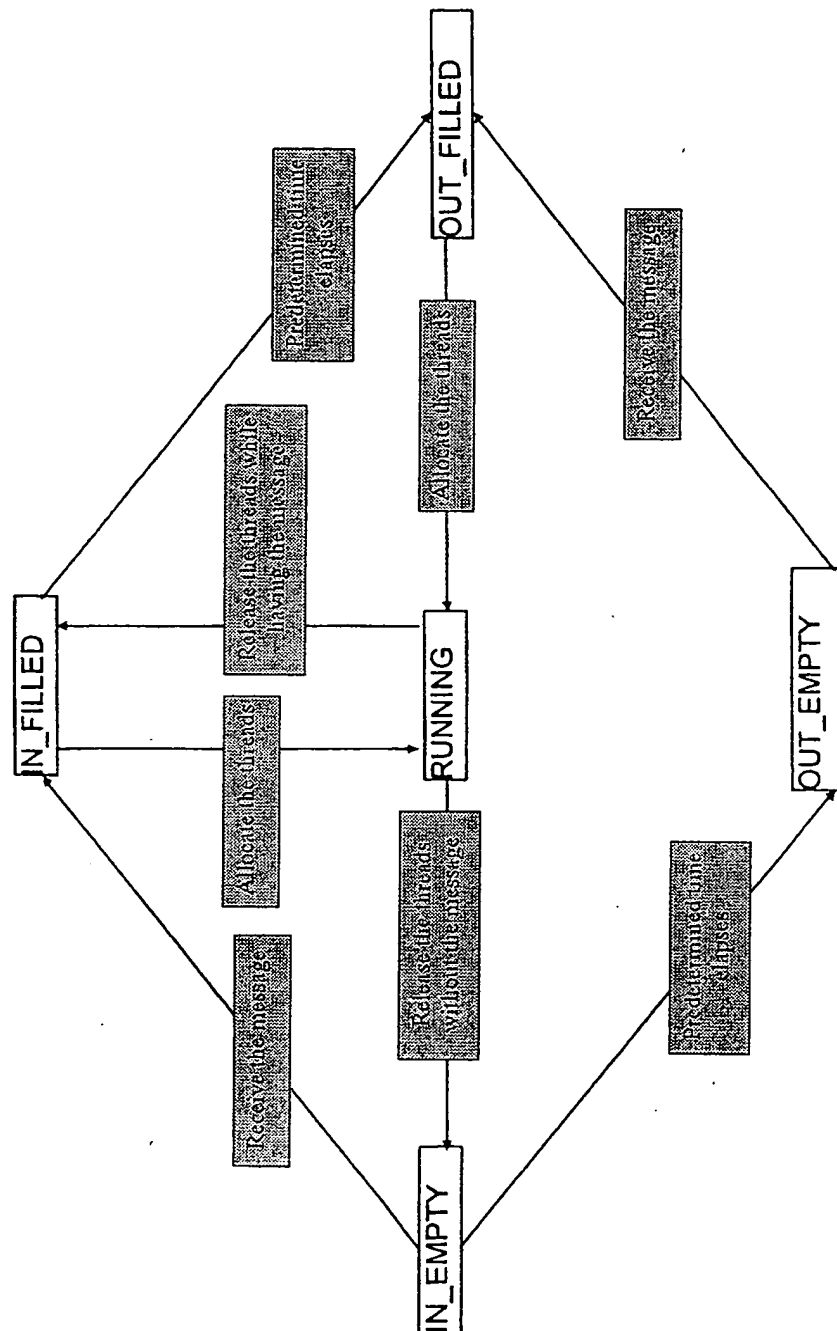 IN_FILLED
Receive the message
Allocate the threads
Release the threads while
having the message
Predetermined time
elapses
IN_EMPTY
Release the threads
without the message
RUNNING
Allocate the threads
OUT_FILLED
Predetermined time
elapses
Receive the message
OUT_EMPTY